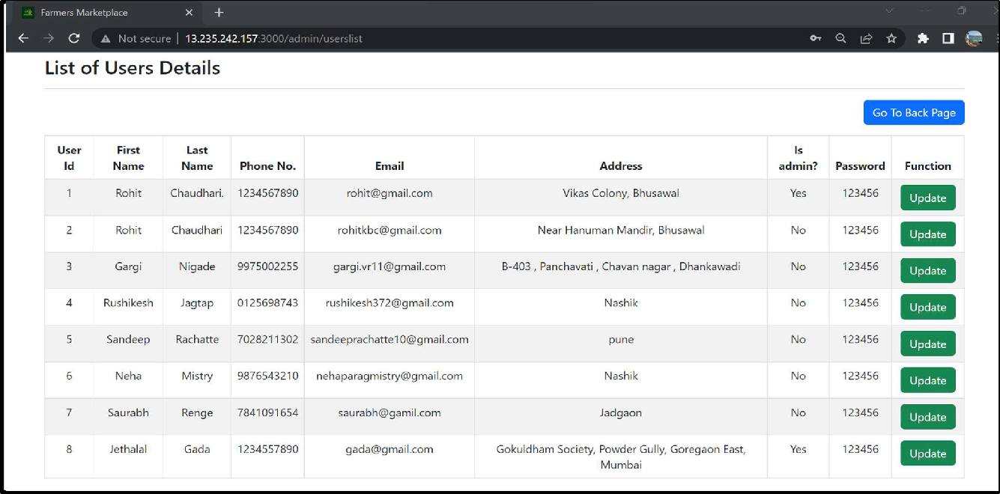 Farmers Marketplace
Not secure | 13.235.242.157:3000/admin/userslist
List of Users Details
Go To Back Page
User Id First Name Last Name Phone No. Email Address Is admin? Password Function
1 Rohit Chaudhari. 1234567890 rohit@gmail.com Vikas Colony, Bhusawal Yes 123456 Update
2 Rohit Chaudhari 1234567890 rohitkbc@gmail.com Near Hanuman Mandir, Bhusawal No 123456 Update
3 Gargi Nigade 9975002255 gargi.vr11@gmail.com B-403 , Panchavati , Chavan nagar , Dhankawadi No 123456 Update
4 Rushikesh Jagtap 0125698743 rushikesh372@gmail.com Nashik No 123456 Update
5 Sandeep Rachatte 7028211302 sandeeprachatte10@gmail.com pune No 123456 Update
6 Neha Mistry 9876543210 nehaparagmistry@gmail.com Nashik No 123456 Update
7 Saurabh Renge 7841091654 saurabh@gamil.com Jadgaon No 123456 Update
8 Jethalal Gada 1234557890 gada@gmail.com Gokuldham Society, Powder Gully, Goregaon East, Mumbai Yes 123456 Update